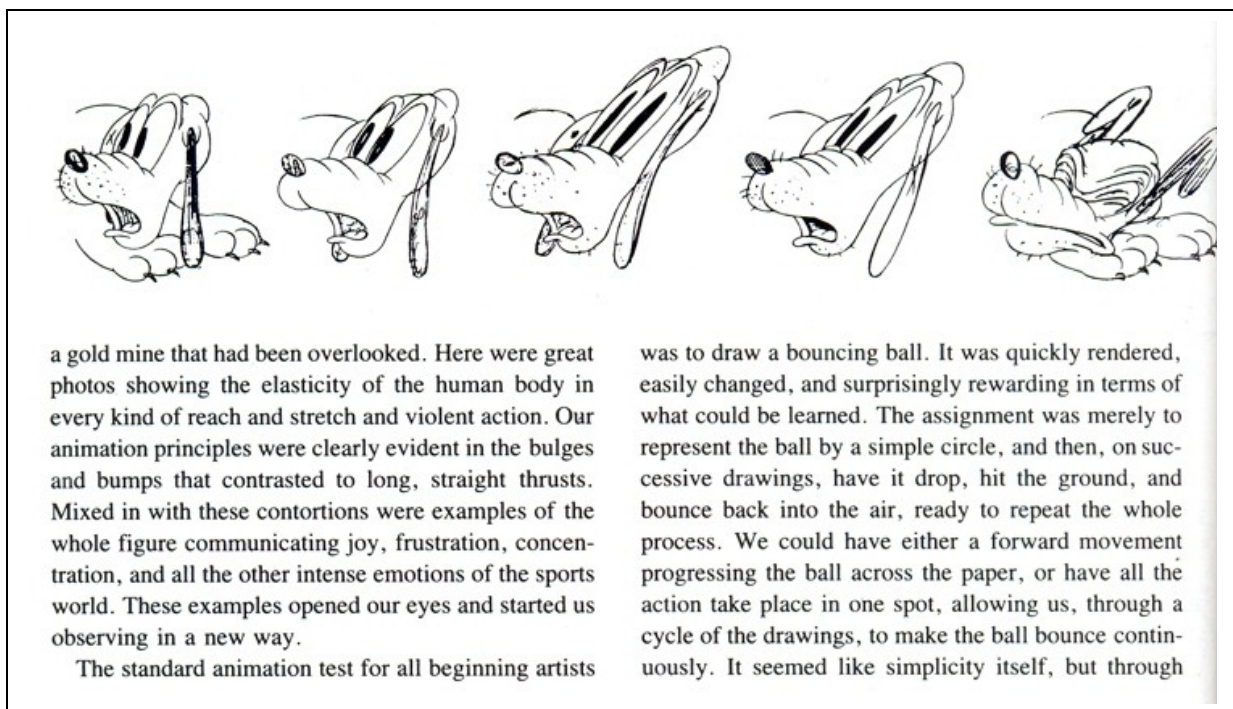 a gold mine that had been overlooked. Here were great
photos showing the elasticity of the human body in
every kind of reach and stretch and violent action. Our
animation principles were clearly evident in the bulges
and bumps that contrasted to long, straight thrusts.
Mixed in with these contortions were examples of the
whole figure communicating joy, frustration, concen-
tration, and all the other intense emotions of the sports
world. These examples opened our eyes and started us
observing in a new way.
The standard animation test for all beginning artists
was to draw a bouncing ball. It was quickly rendered,
easily changed, and surprisingly rewarding in terms of
what could be learned. The assignment was merely to
represent the ball by a simple circle, and then, on suc-
cessive drawings, have it drop, hit the ground, and
bounce back into the air, ready to repeat the whole
process. We could have either a forward movement
progressing the ball across the paper, or have all the
action take place in one spot, allowing us, through a
cycle of the drawings, to make the ball bounce contin-
uously. It seemed like simplicity itself, but through